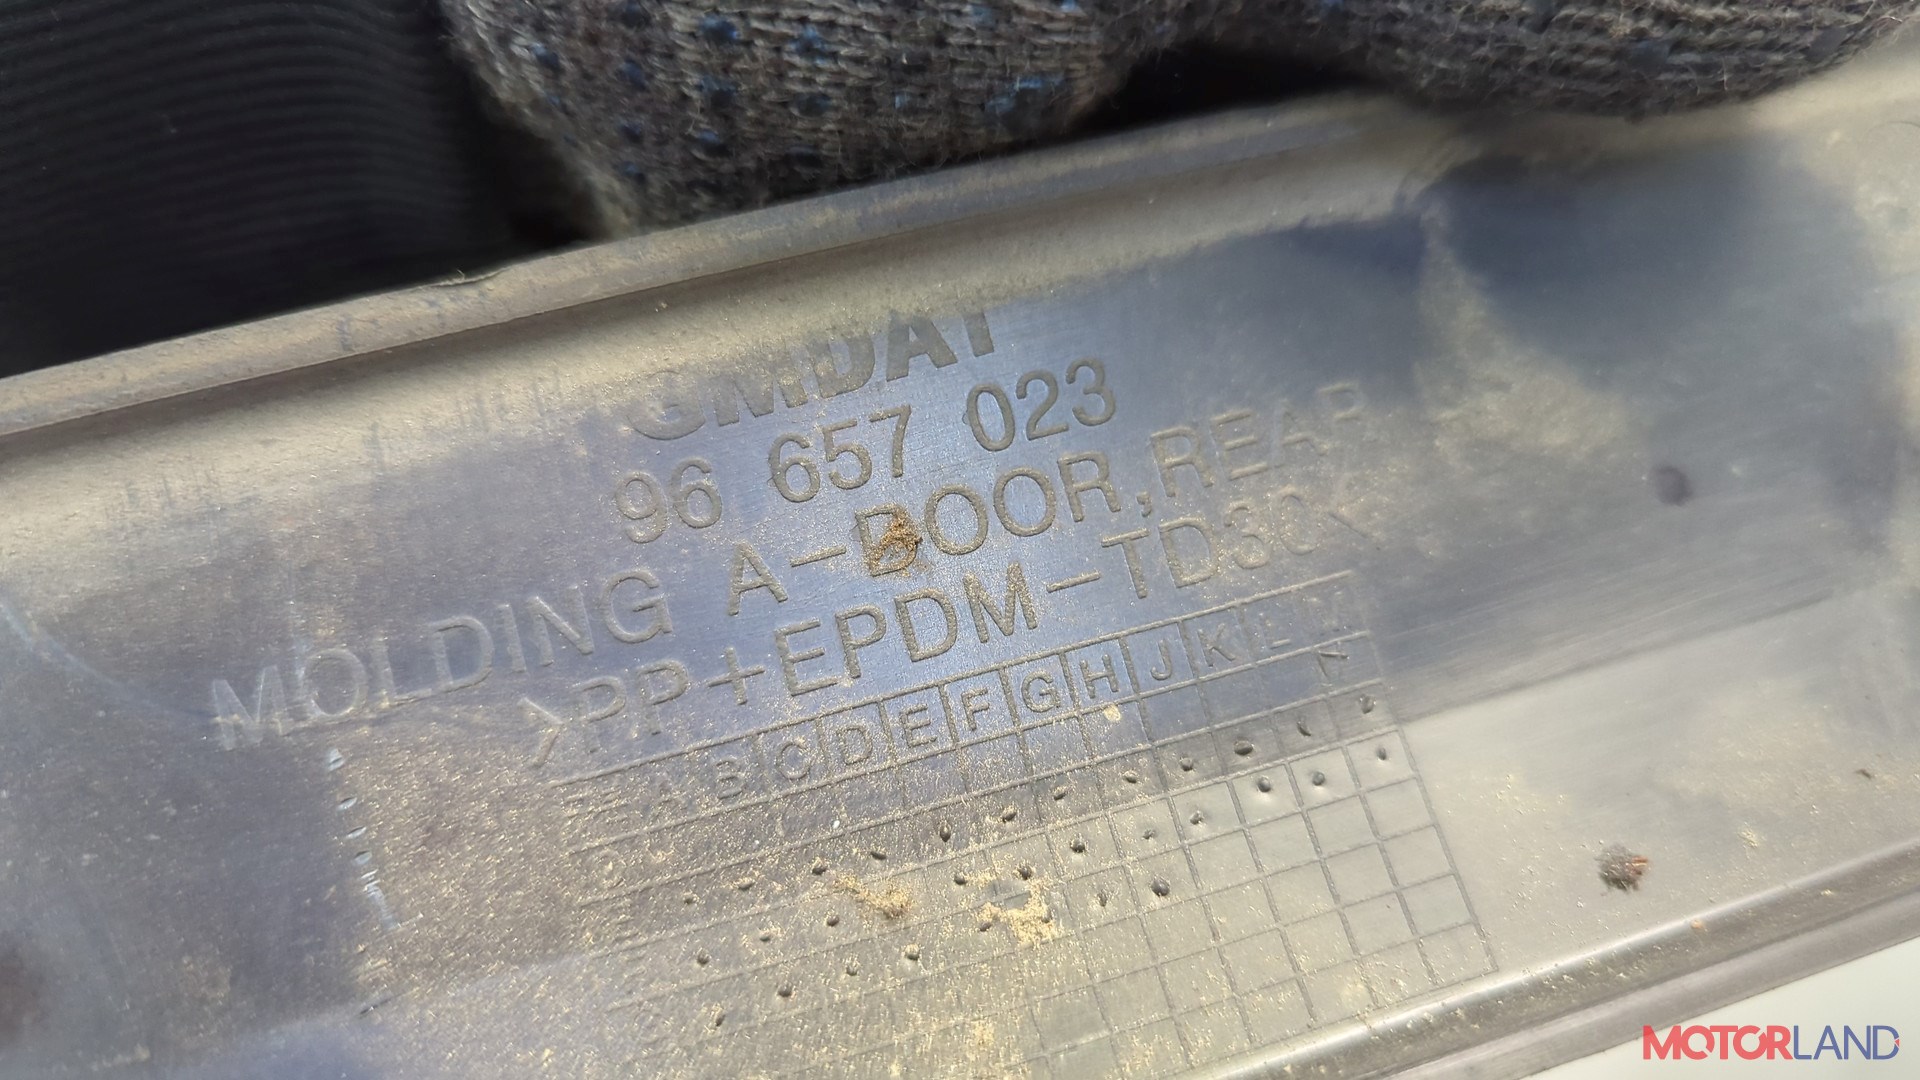 GMDAT
96 657 023
MOLDING A-DOOR, REAR
>PP+EPDM-TD30<
A B C D E F G H J K L M
MOTORLAND